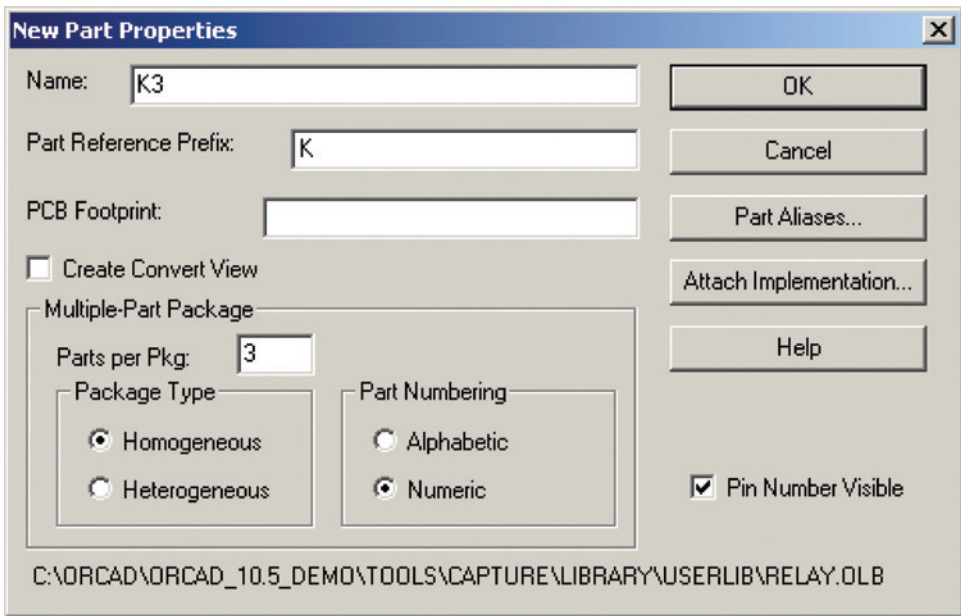 New Part Properties
Name: K3
OK
Part Reference Prefix: K
Cancel
PCB Footprint:
Part Aliases...
Create Convert View
Attach Implementation...
Multiple-Part Package
Parts per Pkg: 3
Help
Package Type
Part Numbering
Homogeneous
Alphabetic
Heterogeneous
Numeric
Pin Number Visible
C:\ORCAD\ORCAD_10.5_DEMO\TOOLS\CAPTURE\LIBRARY\USERLIB\RELAY.OLB